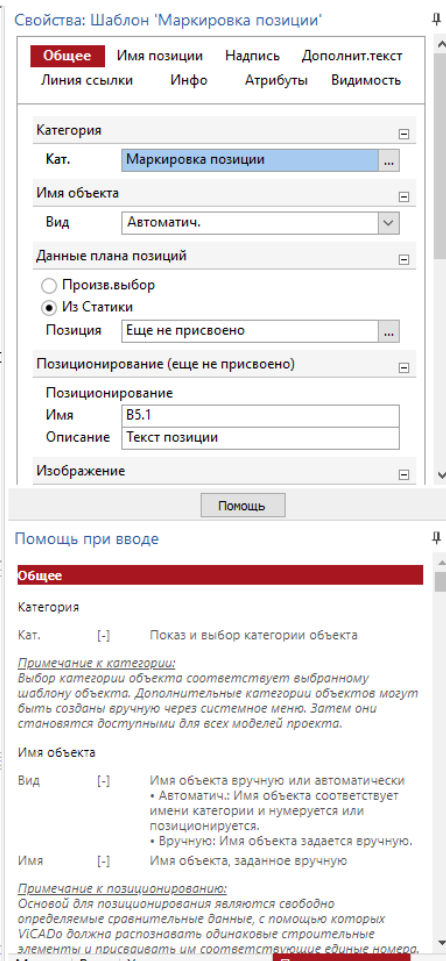 Свойства: Шаблон 'Маркировка позиции'
Общее Имя позиции Надпись Дополнит.текст
Линия ссылки Инфо Атрибуты Видимость
Категория
Кат. Маркировка позиции ...
Имя объекта
Вид Автоматич.
Данные плана позиций
Произв.выбор
Из Статики
Позиция Еще не присвоено ...
Позиционирование (еще не присвоено)
Позиционирование
Имя B5.1
Описание Текст позиции
Изображение
Помощь
Помощь при вводе
Общее
Категория
Кат. [-] Показ и выбор категории объекта
Примечание к категории:
Выбор категории объекта соответствует выбранному
шаблону объекта. Дополнительные категории объектов могут
быть созданы вручную через системное меню. Затем они
становятся доступными для всех моделей проекта.
Имя объекта
Вид [-] Имя объекта вручную или автоматически
• Автоматич.: Имя объекта соответствует
имени категории и нумеруется или
позиционируется.
• Вручную: Имя объекта задается вручную.
Имя [-] Имя объекта, заданное вручную
Примечание к позиционированию:
Основой для позиционирования являются свободно
определяемые сравнительные данные, с помощью которых
ViCADo должна распознавать одинаковые строительные
элементы и присваивать им соответствующие единые номера.